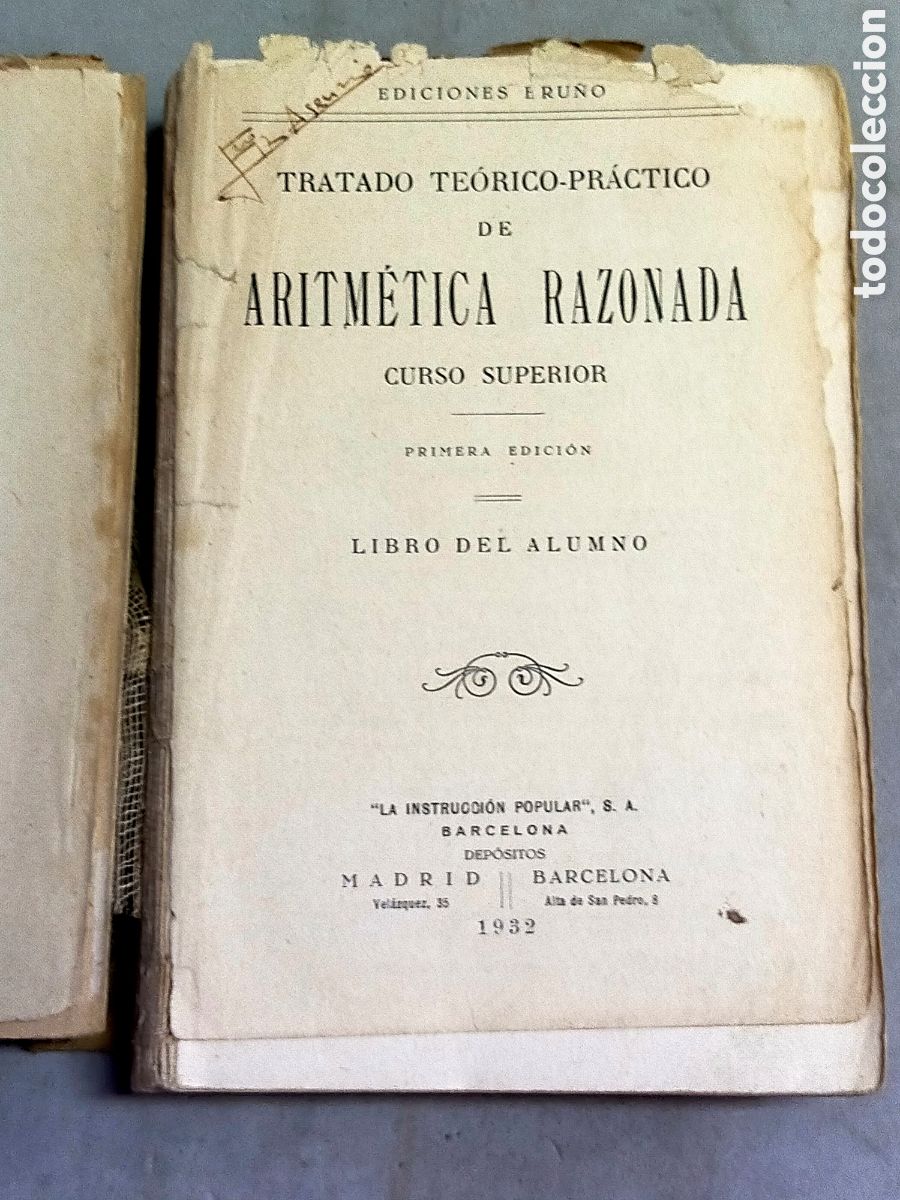 EDICIONES BRUÑO
TRATADO TEÓRICO-PRÁCTICO
DE
ARITMÉTICA RAZONADA
CURSO SUPERIOR
PRIMERA EDICIÓN
LIBRO DEL ALUMNO
"LA INSTRUCCIÓN POPULAR", S. A.
BARCELONA
DEPÓSITOS
MADRID
Velázquez, 35
BARCELONA
Alta de San Pedro, 8
1932
todocoleccion